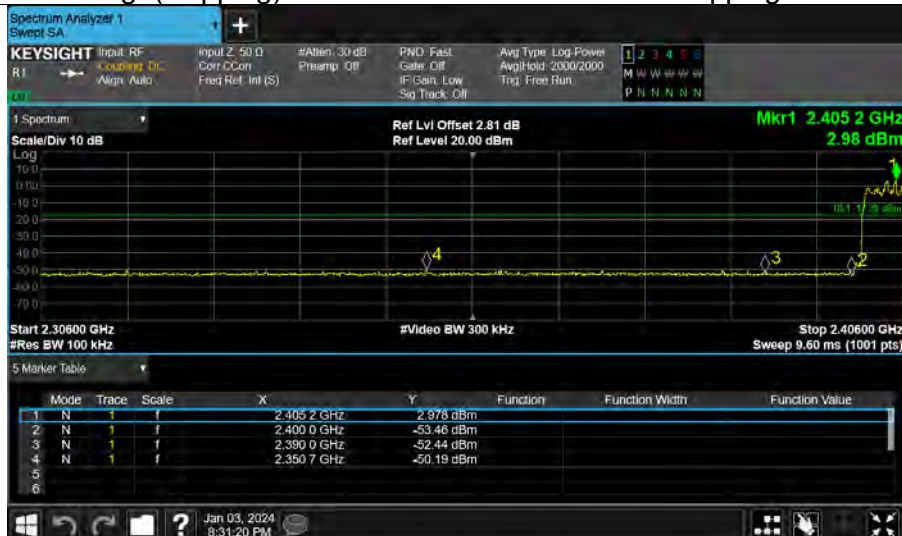 Spectrum Analyzer 1
Swept SA
+
KEYSIGHT Input: RF Input Z: 50 Ω #Atten: 30 dB PNO: Fast Avg Type: Log-Power 1 2 3 4 5 6
R L Coupling: DC Corr CCorr Preamp: Off Gate: Off Avg|Hold: 2000/2000 M W W W W W
Align: Auto Freq Ref: Int (S) IF Gain: Low Trig: Free Run P N N N N N
Sig Track: Off
1 Spectrum Ref Lvl Offset 2.81 dB Mkr1 2.405 2 GHz
Scale/Div 10 dB Ref Level 20.00 dBm 2.98 dBm
Log
10.0
0.00
-10.0
-20.0
-30.0
-40.0
-50.0
-60.0
-70.0
1
2
3
4
Start 2.30600 GHz #Video BW 300 kHz Stop 2.40600 GHz
#Res BW 100 kHz Sweep 9.60 ms (1001 pts)
5 Marker Table
Mode Trace Scale X Y Function Function Width Function Value
1 N 1 f 2.405 2 GHz 2.978 dBm
2 N 1 f 2.400 0 GHz -53.46 dBm
3 N 1 f 2.390 0 GHz -52.44 dBm
4 N 1 f 2.350 7 GHz -50.19 dBm
5
6
? Jan 03, 2024
8:31:20 PM